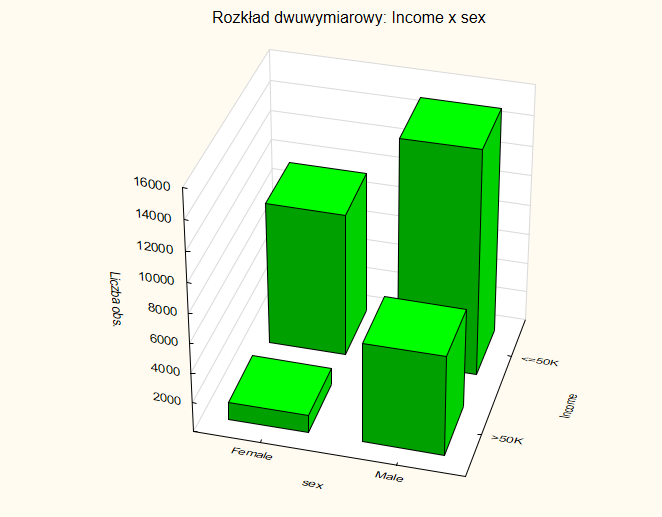 Rozkład dwuwymiarowy: Income x sex
16000
14000
12000
10000
8000
6000
4000
2000
Liczba obs.
<=50K
>50K
Income
Female
Male
sex